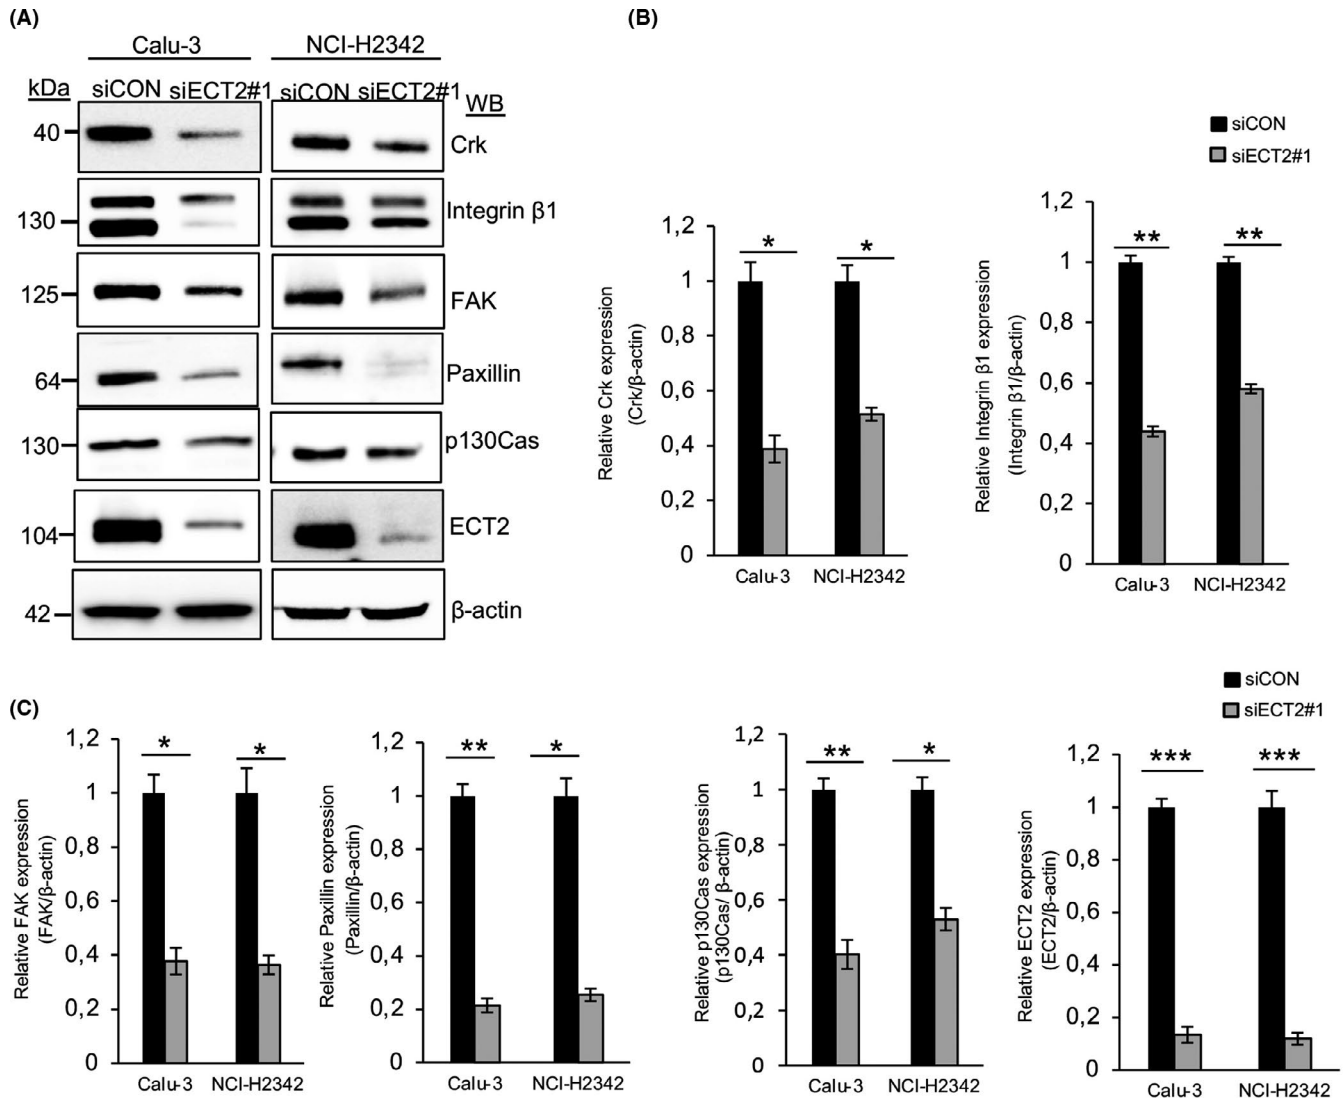 (A)
Calu-3 NCI-H2342
kDa siCON siECT2#1 siCON siECT2#1 WB
40 Crk
130 Integrin β1
125 FAK
64 Paxillin
130 p130Cas
104 ECT2
42 β-actin
(B)
siCON
siECT2#1
Relative Crk expression
(Crk/β-actin)
1,2
1
0,8
0,6
0,4
0,2
0
* *
Calu-3 NCI-H2342
Relative Integrin β1 expression
(Integrin β1/β-actin)
1,2
1
0,8
0,6
0,4
0,2
0
** **
Calu-3 NCI-H2342
(C)
Relative FAK expression
(FAK/β-actin)
1,2
1
0,8
0,6
0,4
0,2
0
* *
Calu-3 NCI-H2342
Relative Paxillin expression
(Paxillin/β-actin)
1,2
1
0,8
0,6
0,4
0,2
0
** *
Calu-3 NCI-H2342
siCON
siECT2#1
Relative p130Cas expression
(p130Cas/ β-actin)
1,2
1
0,8
0,6
0,4
0,2
0
** *
Calu-3 NCI-H2342
Relative ECT2 expression
(ECT2/β-actin)
1,2
1
0,8
0,6
0,4
0,2
0
*** ***
Calu-3 NCI-H2342